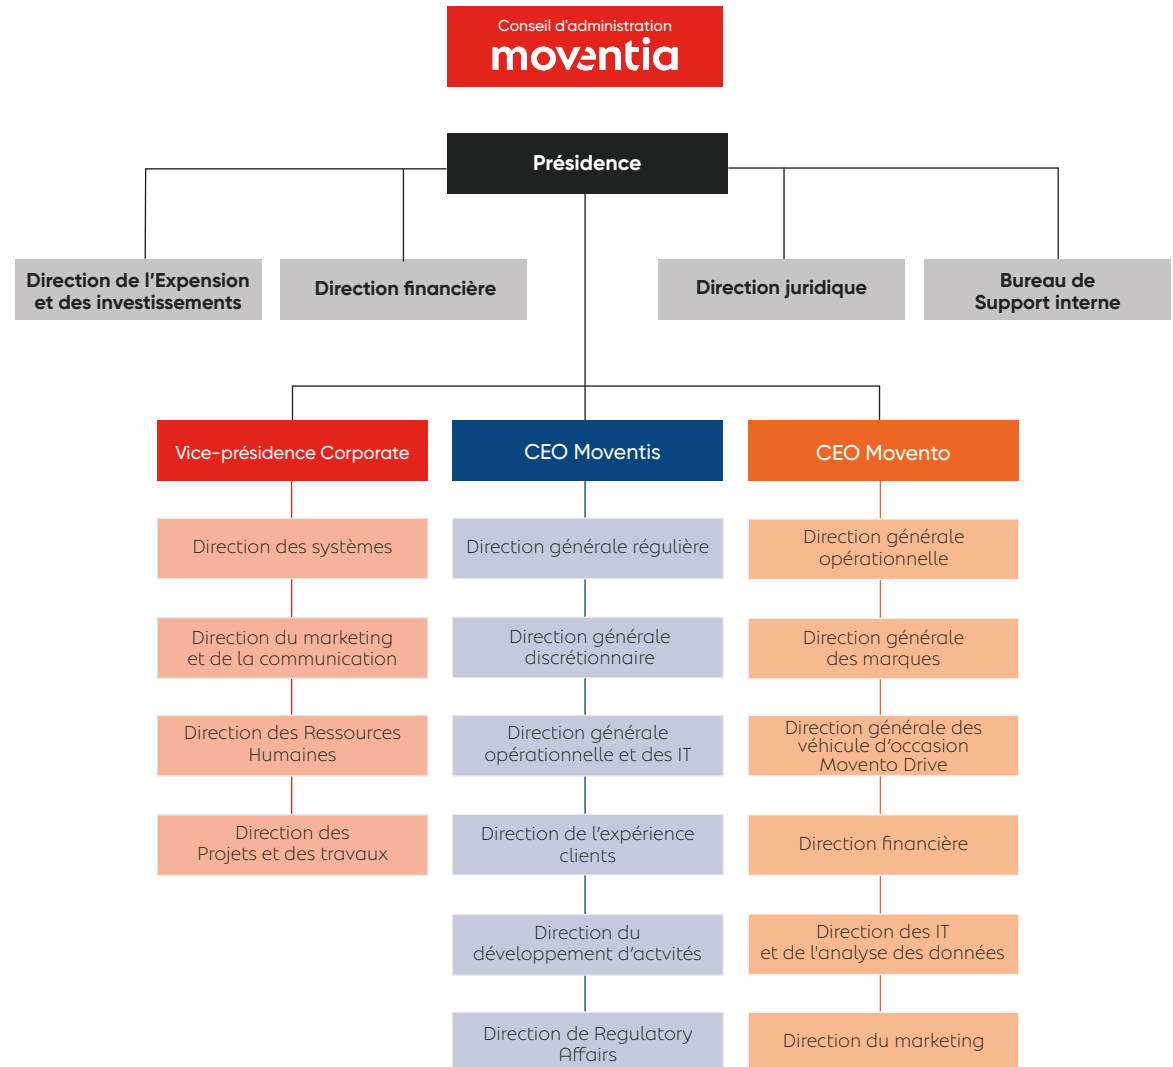 Conseil d'administration
moventia
Présidence
Direction de l'Expension
et des investissements
Direction financière
Direction juridique
Bureau de
Support interne
Vice-présidence Corporate
Direction des systèmes
Direction du marketing
et de la communication
Direction des Ressources
Humaines
Direction des
Projets et des travaux
CEO Moventis
Direction générale régulière
Direction générale
discrétionnaire
Direction générale
opérationnelle et des IT
Direction de l'expérience
clients
Direction du
développement d'actvités
Direction de Regulatory
Affairs
CEO Movento
Direction générale
opérationnelle
Direction générale
des marques
Direction générale des
véhicule d'occasion
Movento Drive
Direction financière
Direction des IT
et de l'analyse des données
Direction du marketing